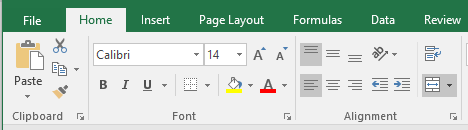 File Home Insert Page Layout Formulas Data Review
Calibri 14 A A
Paste B I U A
Clipboard Font Alignment